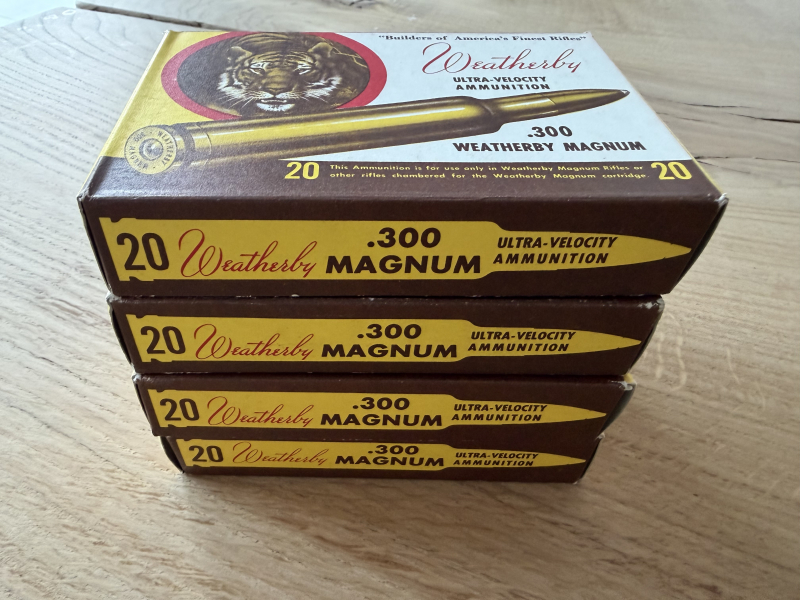 "Builders of America's Finest Rifles"
Weatherby
ULTRA-VELOCITY
AMMUNITION
.300
WEATHERBY MAGNUM
20 This Ammunition is for use only in Weatherby Magnum Rifles or 20
other rifles chambered for the Weatherby Magnum cartridge.
20 Weatherby .300 MAGNUM ULTRA-VELOCITY AMMUNITION
20 Weatherby .300 MAGNUM ULTRA-VELOCITY AMMUNITION
20 Weatherby .300 MAGNUM ULTRA-VELOCITY AMMUNITION
20 Weatherby .300 MAGNUM ULTRA-VELOCITY AMMUNITION